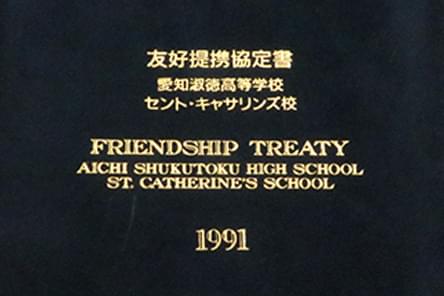 友好提携協定書
愛知淑徳高等学校
セント・キャサリンズ校
FRIENDSHIP TREATY
AICHI SHUKUTOKU HIGH SCHOOL
ST. CATHERINE'S SCHOOL
1991